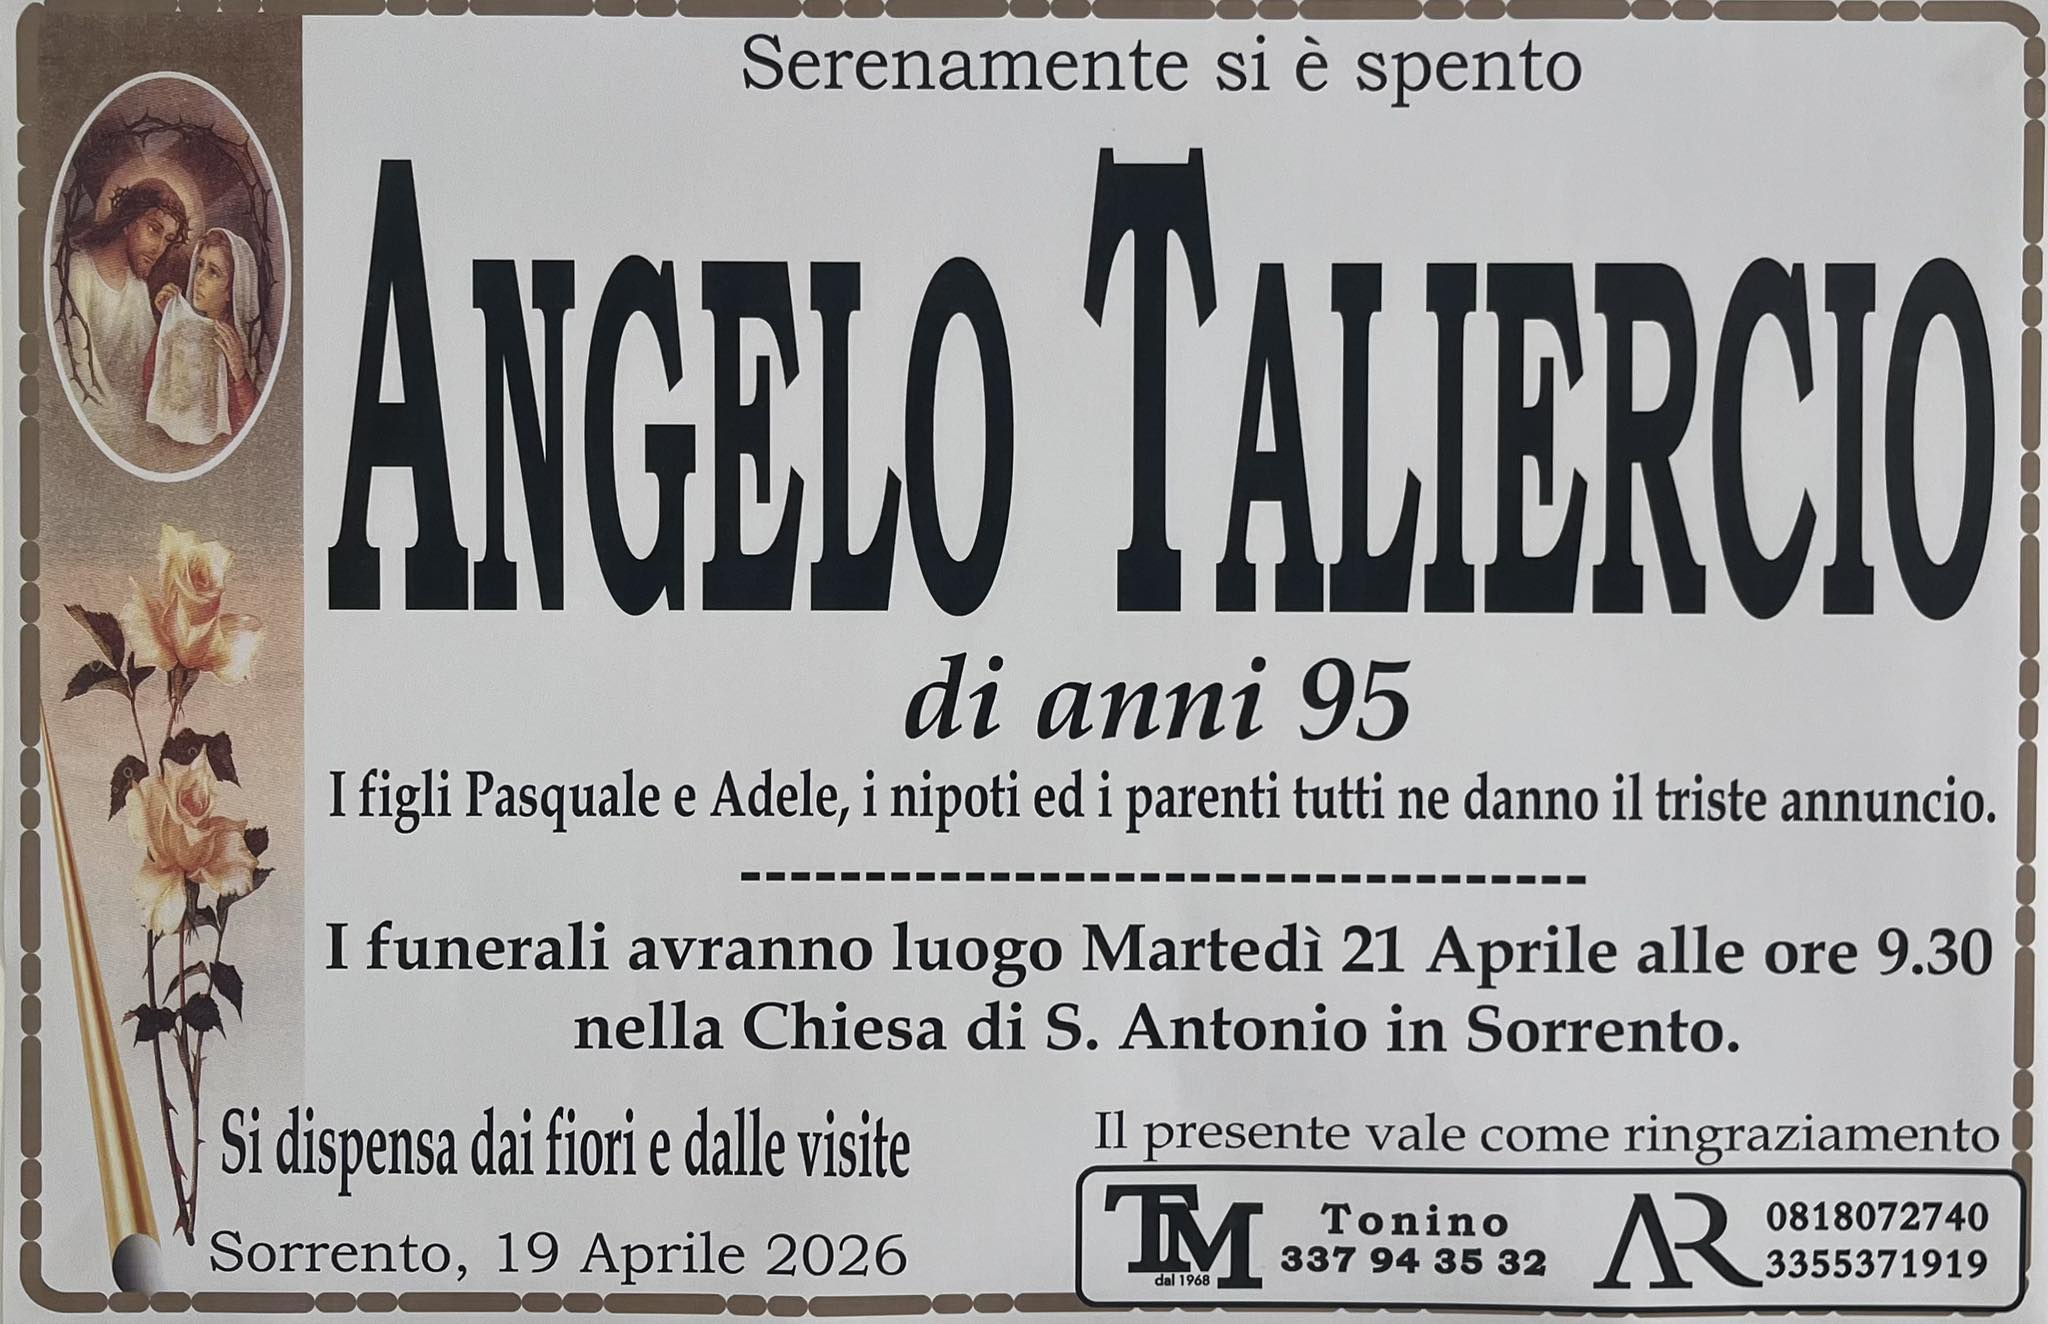 Serenamente si è spento
ANGELO TALIERCIO
di anni 95
I figli Pasquale e Adele, i nipoti ed i parenti tutti ne danno il triste annuncio.
-----------------------------------
I funerali avranno luogo Martedì 21 Aprile alle ore 9.30
nella Chiesa di S. Antonio in Sorrento.
Si dispensa dai fiori e dalle visite
Sorrento, 19 Aprile 2026
Il presente vale come ringraziamento
TM
dal 1968
Tonino
337 94 35 32
AR
0818072740
3355371919